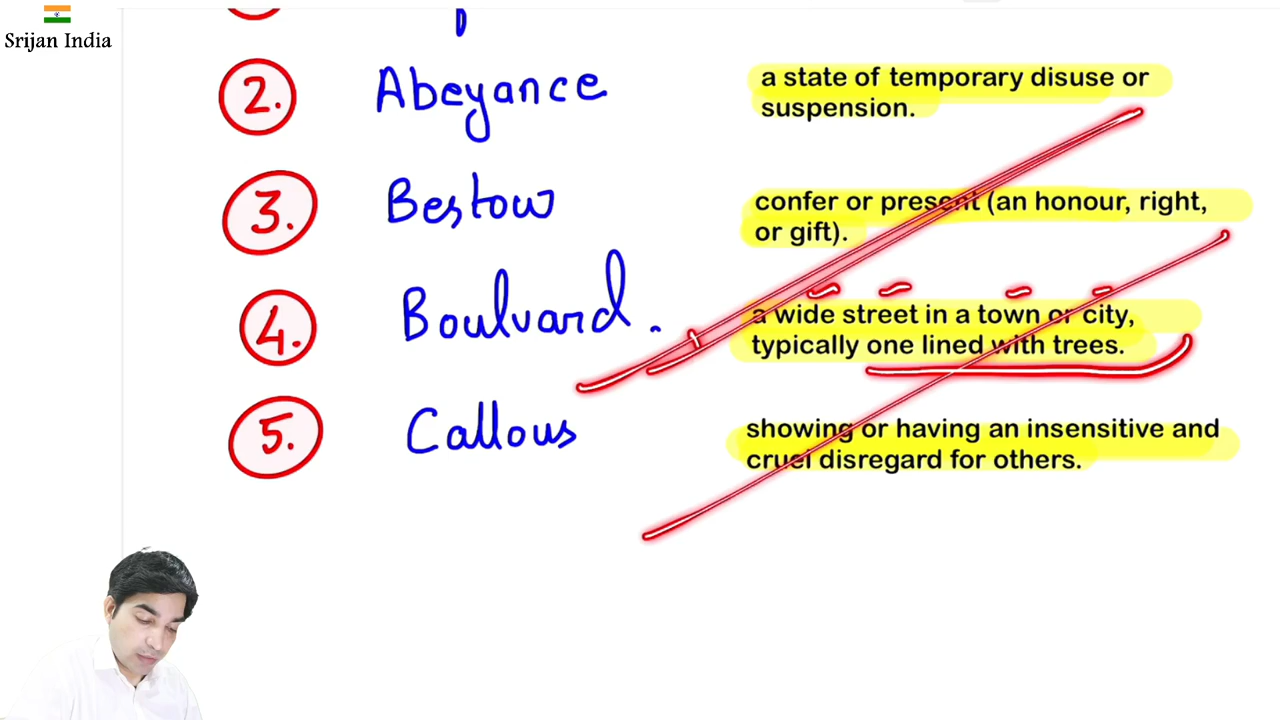 Srijan India
2.
Abeyance
a state of temporary disuse or
suspension.
3.
Bestow
confer or present (an honour, right,
or gift).
4.
Boulvard.
a wide street in a town or city,
typically one lined with trees.
5.
Callous
showing or having an insensitive and
cruel disregard for others.